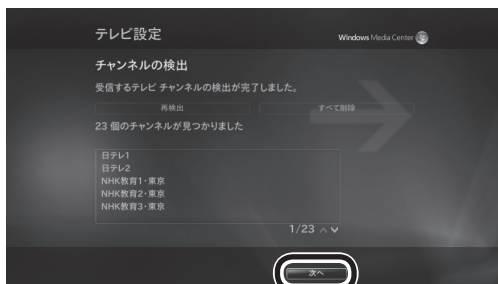 テレビ設定
Windows Media Center
チャンネルの検出
受信するテレビ チャンネルの検出が完了しました。
再検出 すべて削除
23 個のチャンネルが見つかりました
日テレ1
日テレ2
NHK教育1・東京
NHK教育2・東京
NHK教育3・東京
1/23
次へ